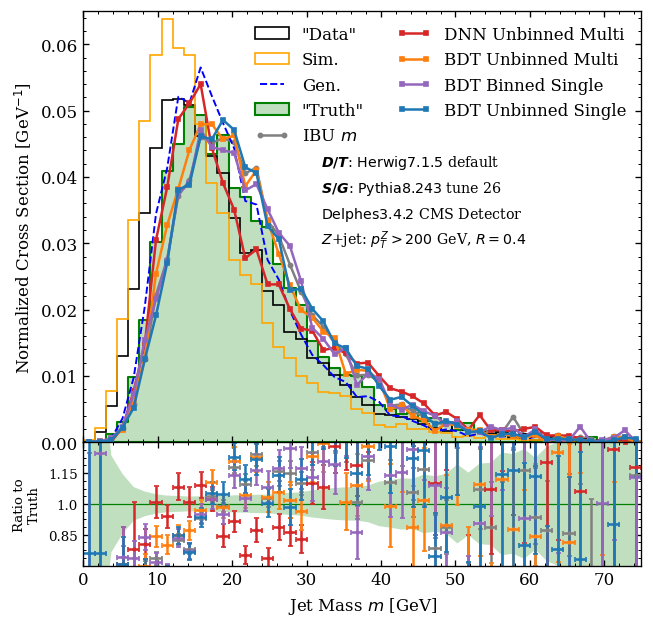 0.06
0.05
0.04
0.03
0.02
0.01
0.00
Normalized Cross Section [GeV⁻¹]
"Data"
Sim.
Gen.
"Truth"
IBU m
DNN Unbinned Multi
BDT Unbinned Multi
BDT Binned Single
BDT Unbinned Single
D/T: Herwig7.1.5 default
S/G: Pythia8.243 tune 26
Delphes3.4.2 CMS Detector
Z+jet: p_T^Z > 200 GeV, R = 0.4
1.15
1.0
0.85
Ratio to
Truth
0 10 20 30 40 50 60 70
Jet Mass m [GeV]